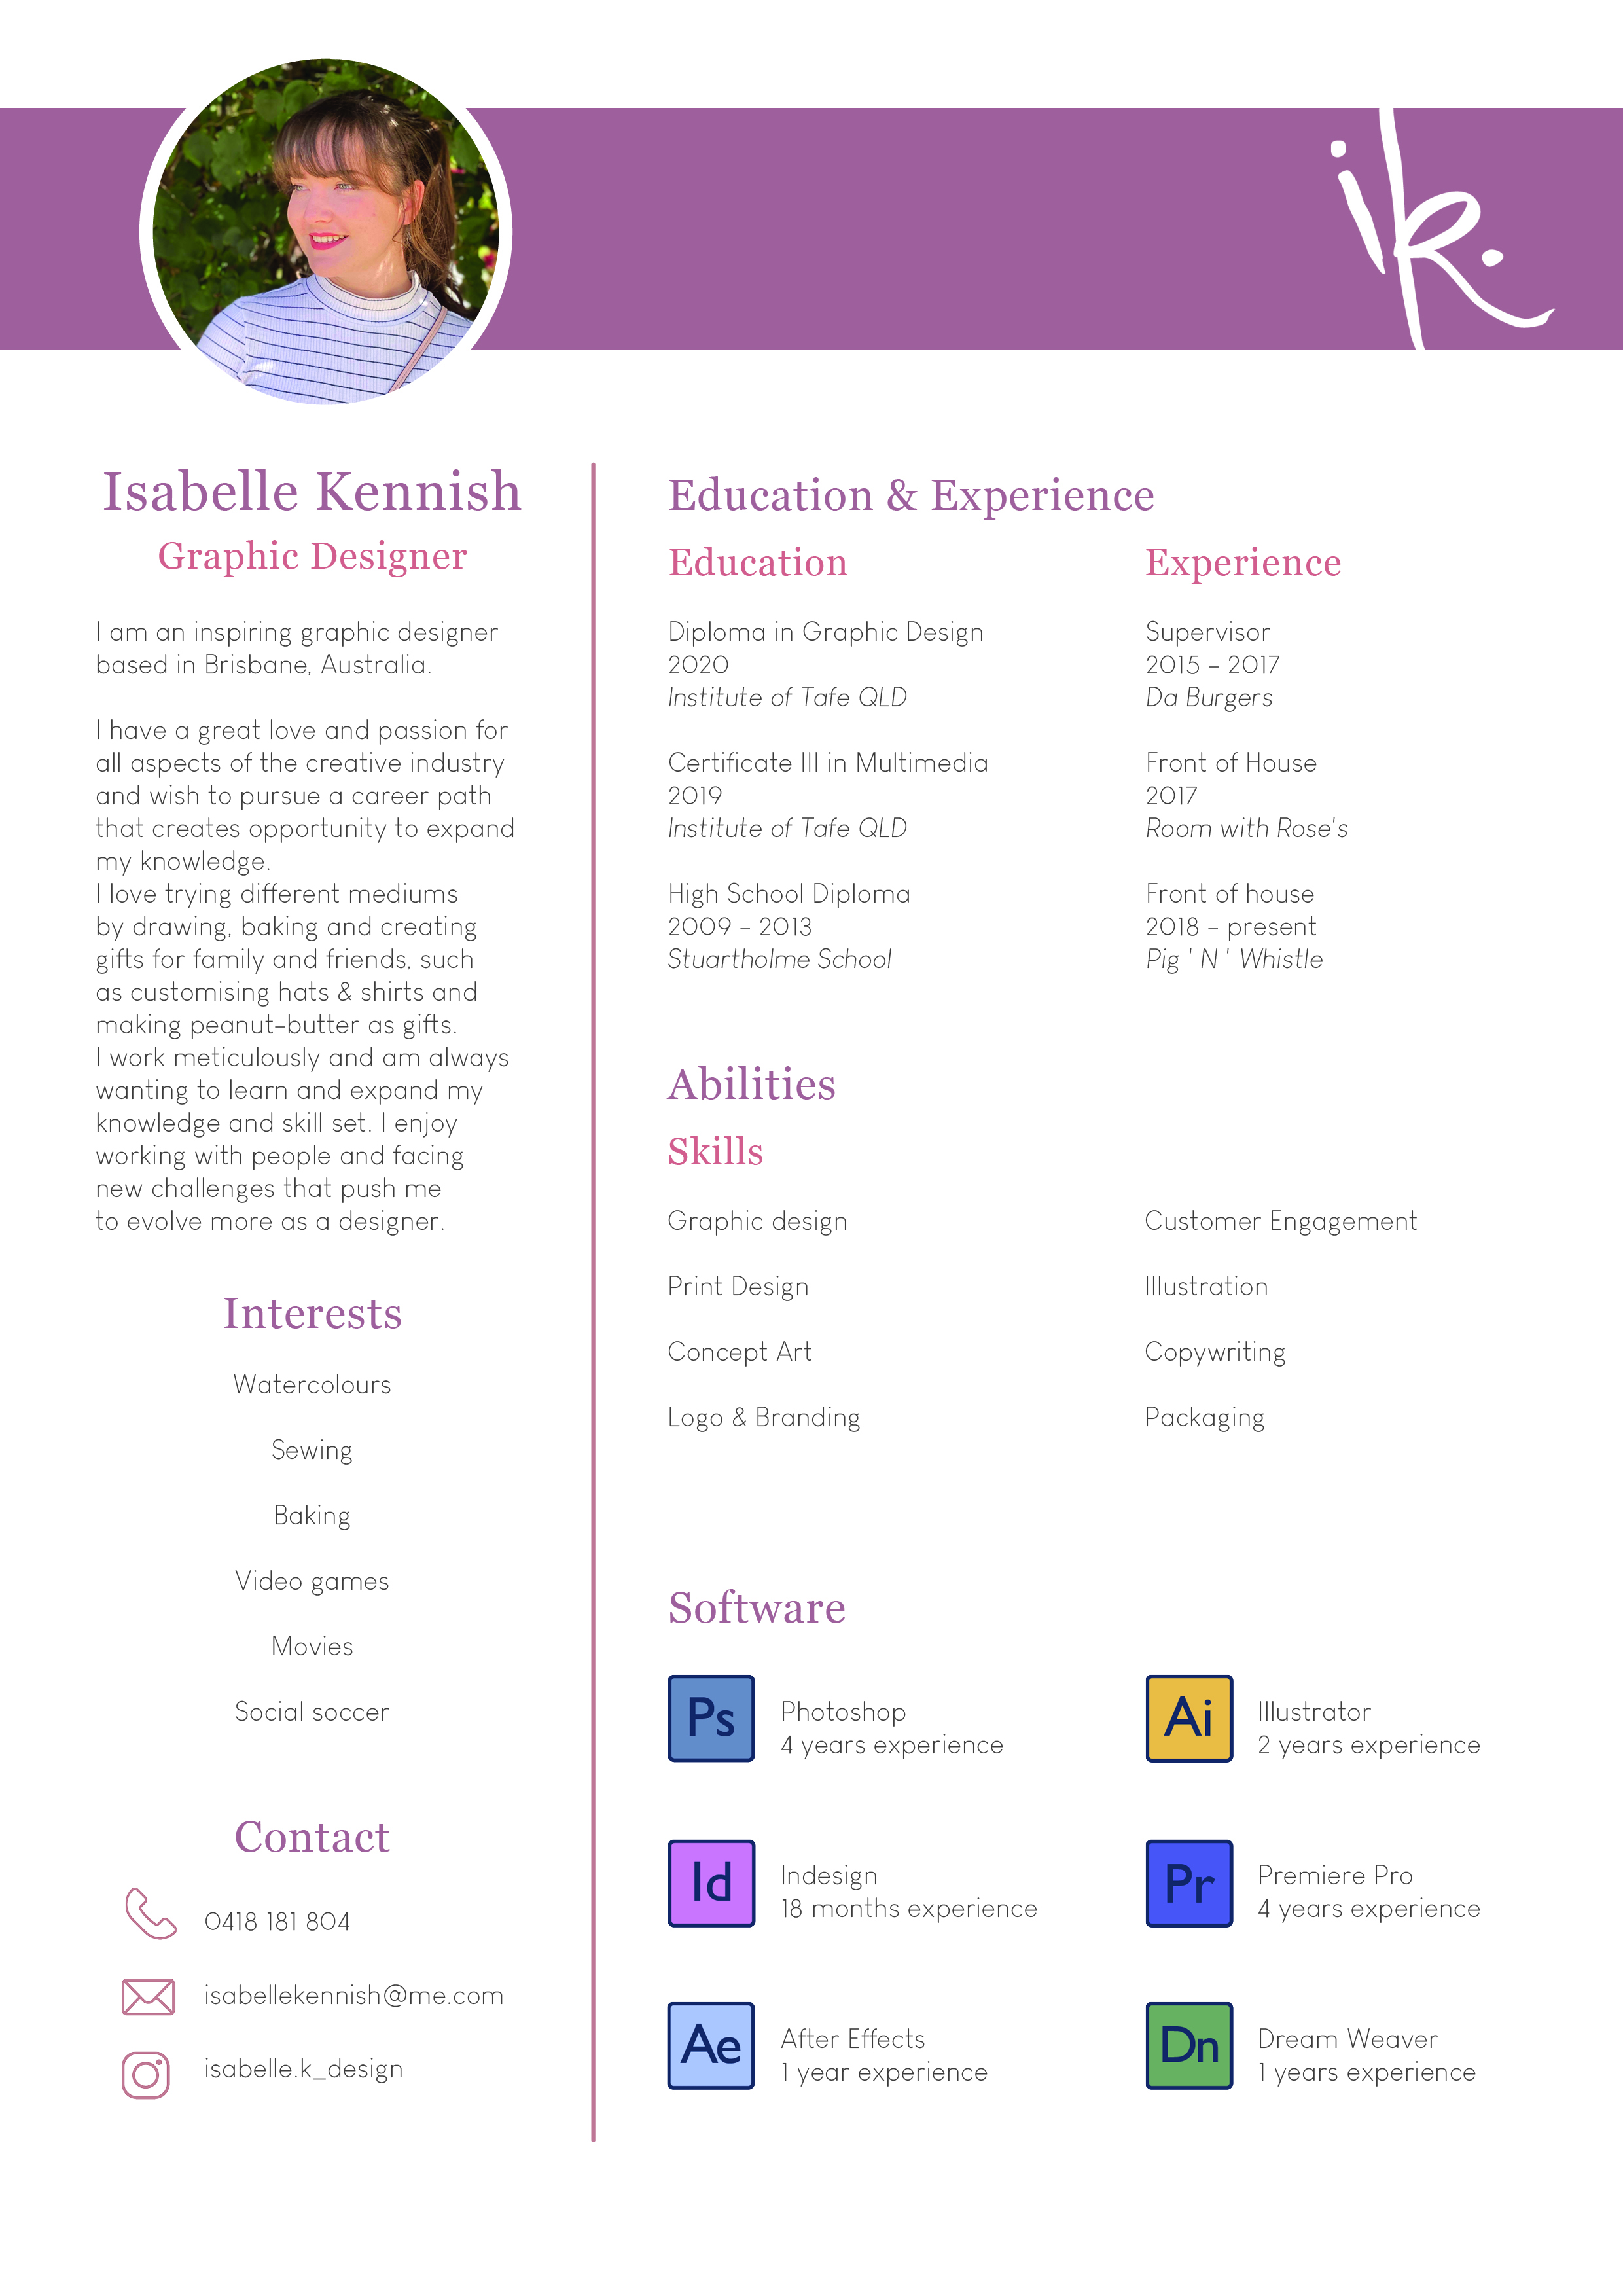 ik.
Isabelle Kennish
Graphic Designer
I am an inspiring graphic designer
based in Brisbane, Australia.
I have a great love and passion for
all aspects of the creative industry
and wish to pursue a career path
that creates opportunity to expand
my knowledge.
I love trying different mediums
by drawing, baking and creating
gifts for family and friends, such
as customising hats & shirts and
making peanut-butter as gifts.
I work meticulously and am always
wanting to learn and expand my
knowledge and skill set. I enjoy
working with people and facing
new challenges that push me
to evolve more as a designer.
Interests
Watercolours
Sewing
Baking
Video games
Movies
Social soccer
Contact
0418 181 804
isabellekennish@me.com
isabelle.k_design
Education & Experience
Education
Diploma in Graphic Design
2020
Institute of Tafe QLD
Certificate III in Multimedia
2019
Institute of Tafe QLD
High School Diploma
2009 - 2013
Stuartholme School
Experience
Supervisor
2015 - 2017
Da Burgers
Front of House
2017
Room with Rose's
Front of house
2018 - present
Pig ' N ' Whistle
Abilities
Skills
Graphic design
Print Design
Concept Art
Logo & Branding
Customer Engagement
Illustration
Copywriting
Packaging
Software
Ps
Photoshop
4 years experience
Ai
Illustrator
2 years experience
Id
Indesign
18 months experience
Pr
Premiere Pro
4 years experience
Ae
After Effects
1 year experience
Dn
Dream Weaver
1 years experience